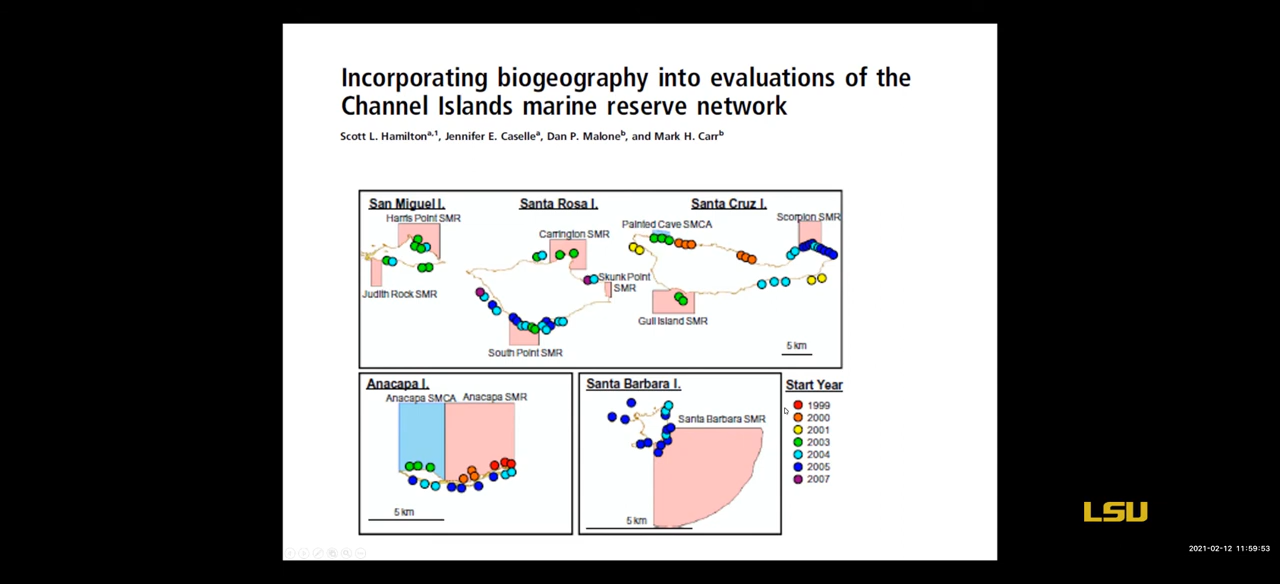 Incorporating biogeography into evaluations of the
Channel Islands marine reserve network
Scott L. Hamiltona,1, Jennifer E. Casellea, Dan P. Maloneb, and Mark H. Carrb
San Miguel I.
Santa Rosa I.
Santa Cruz I.
Harris Point SMR
Painted Cave SMCA
Scorpion SMR
Carrington SMR
Skunk Point
SMR
Judith Rock SMR
Gull Island SMR
South Point SMR
5 km
Anacapa I.
Anacapa SMCA
Anacapa SMR
5 km
Santa Barbara I.
Santa Barbara SMR
5 km
Start Year
1999
2000
2001
2003
2004
2005
2007
LSU
2021-02-12 11:59:53